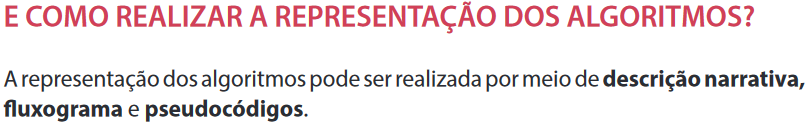 E COMO REALIZAR A REPRESENTAÇÃO DOS ALGORITMOS?
A representação dos algoritmos pode ser realizada por meio de descrição narrativa,
fluxograma e pseudocódigos.